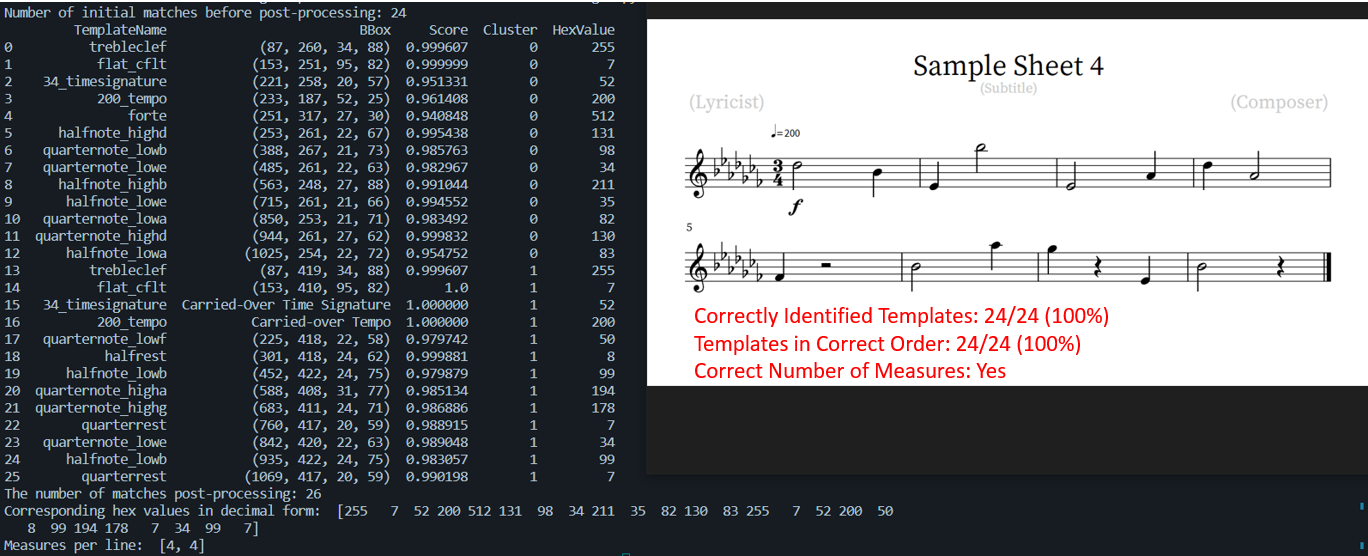 Number of initial matches before post-processing: 24
TemplateName BBox Score Cluster HexValue
0 trebleclef (87, 260, 34, 88) 0.999607 0 255
1 flat_cflt (153, 251, 95, 82) 0.999999 0 7
2 34_timesignature (221, 258, 20, 57) 0.951331 0 52
3 200_tempo (233, 187, 52, 25) 0.961408 0 200
4 forte (251, 317, 27, 30) 0.940848 0 512
5 halfnote_highd (253, 261, 22, 67) 0.995438 0 131
6 quarternote_lowb (388, 267, 21, 73) 0.985763 0 98
7 quarternote_lowe (485, 261, 22, 63) 0.982967 0 34
8 halfnote_highb (563, 248, 27, 88) 0.991044 0 211
9 halfnote_lowe (715, 261, 21, 66) 0.994552 0 35
10 quarternote_lowa (850, 253, 21, 71) 0.983492 0 82
11 quarternote_highd (944, 261, 27, 62) 0.999832 0 130
12 halfnote_lowa (1025, 254, 22, 72) 0.954752 0 83
13 trebleclef (87, 419, 34, 88) 0.999607 1 255
14 flat_cflt (153, 410, 95, 82) 1.0 1 7
15 34_timesignature Carried-Over Time Signature 1.000000 1 52
16 200_tempo Carried-over Tempo 1.000000 1 200
17 quarternote_lowf (225, 418, 22, 58) 0.979742 1 50
18 halfrest (301, 418, 24, 62) 0.999881 1 8
19 halfnote_lowb (452, 422, 24, 75) 0.979879 1 99
20 quarternote_higha (588, 408, 31, 77) 0.985134 1 194
21 quarternote_highg (683, 411, 24, 71) 0.986886 1 178
22 quarterrest (760, 417, 20, 59) 0.988915 1 7
23 quarternote_lowe (842, 420, 22, 63) 0.989048 1 34
24 halfnote_lowb (935, 422, 24, 75) 0.983057 1 99
25 quarterrest (1069, 417, 20, 59) 0.990198 1 7
The number of matches post-processing: 26
Corresponding hex values in decimal form: [255 7 52 200 512 131 98 34 211 35 82 130 83 255 7 52 200 50
8 99 194 178 7 34 99 7]
Measures per line: [4, 4]
Sample Sheet 4
(Subtitle)
(Lyricist) (Composer)
=200
3
4
f
5
Correctly Identified Templates: 24/24 (100%)
Templates in Correct Order: 24/24 (100%)
Correct Number of Measures: Yes